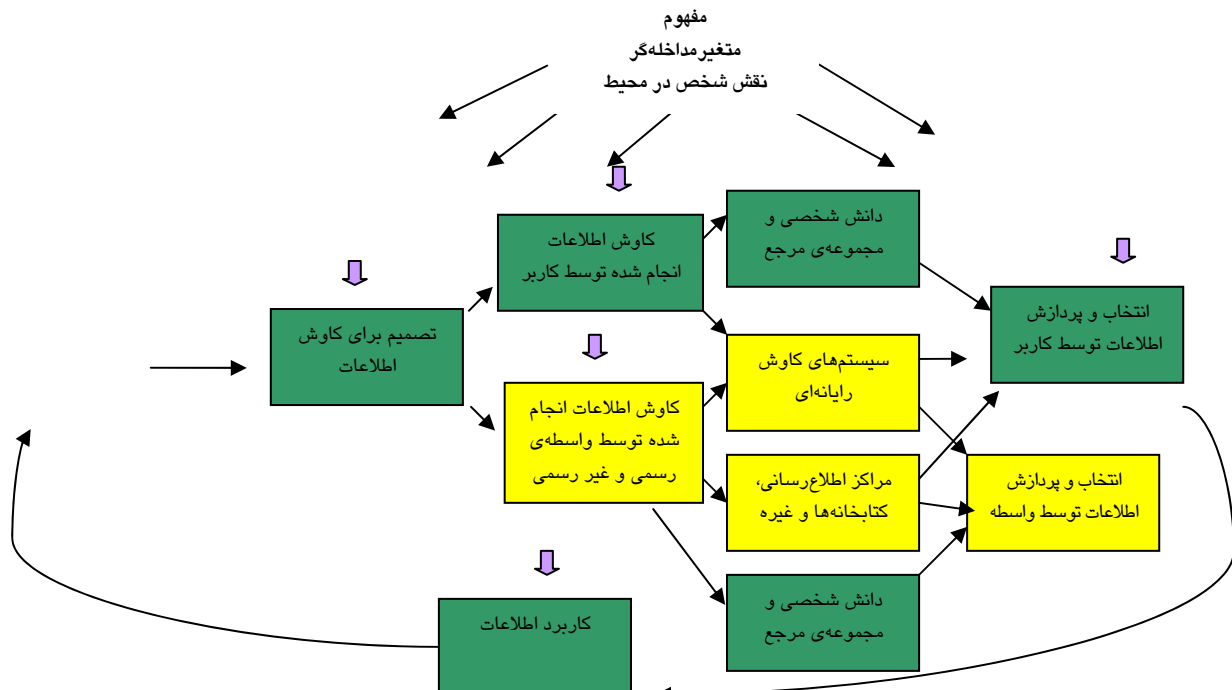 مفهوم
متغیرمداخله‌گر
نقش شخص در محیط
دانش شخصی و
مجموعه‌ی مرجع
کاوش اطلاعات
انجام شده توسط کاربر
انتخاب و پردازش
اطلاعات توسط کاربر
تصمیم برای کاوش
اطلاعات
سیستم‌های کاوش
رایانه‌ای
کاوش اطلاعات انجام
شده توسط واسطه‌ی
رسمی و غیر رسمی
مراکز اطلاع‌رسانی،
کتابخانه‌ها و غیره
انتخاب و پردازش
اطلاعات توسط واسطه
دانش شخصی و
مجموعه‌ی مرجع
کاربرد اطلاعات